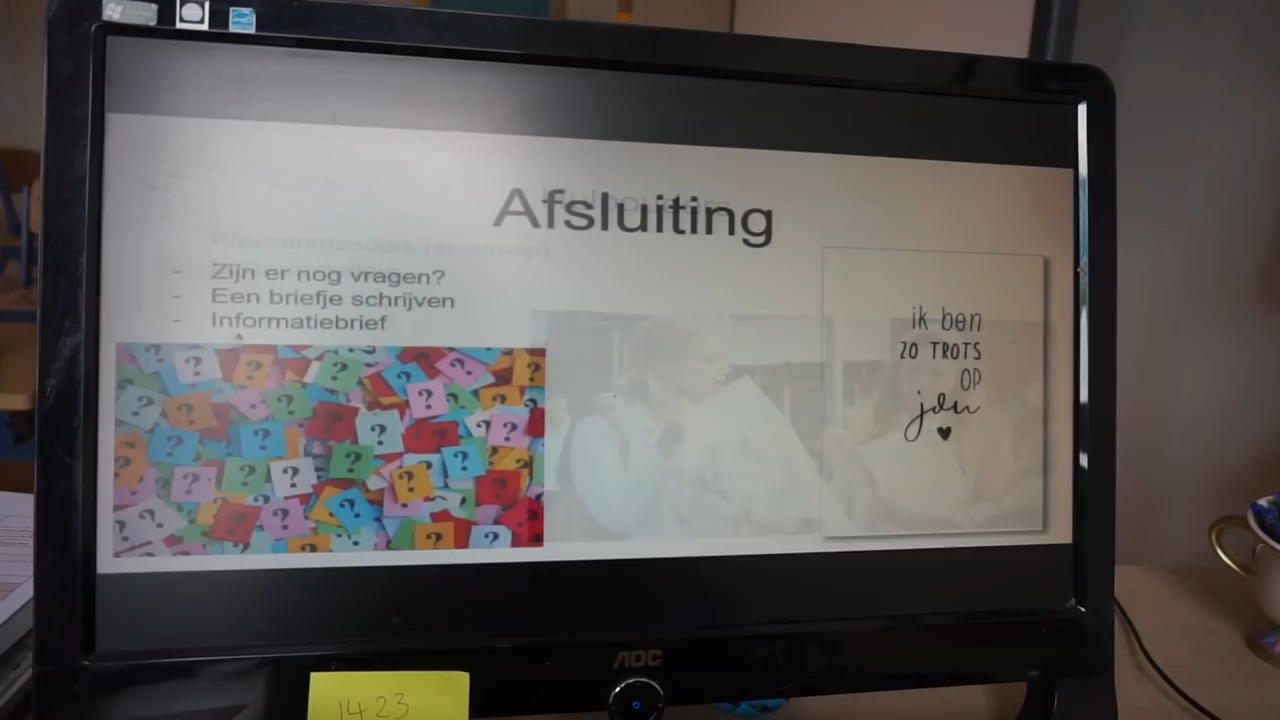 Afsluiting
- Zijn er nog vragen?
- Een briefje schrijven
- Informatiebrief
ik ben
zo TROTS
OP
jou
AOC
1423